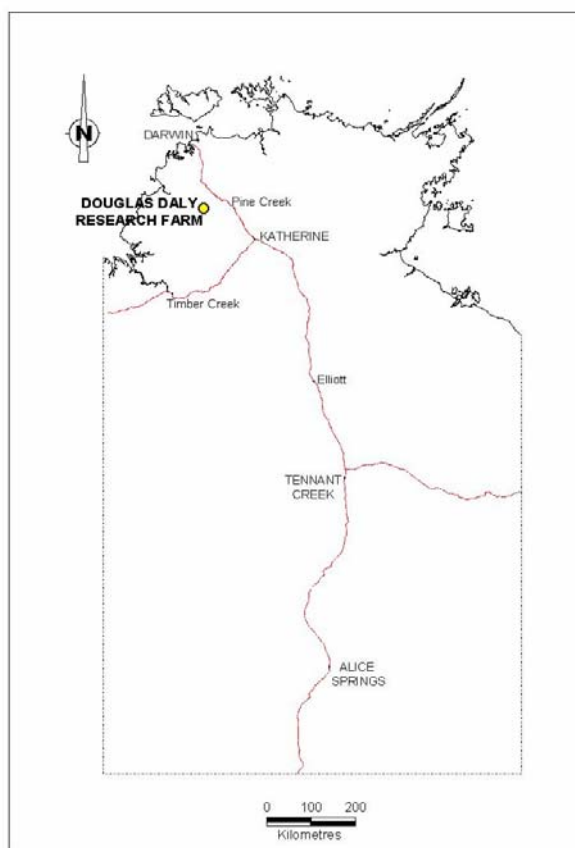 N
DARWIN
DOUGLAS DALY
RESEARCH FARM
Pine Creek
KATHERINE
Timber Creek
Elliott
TENNANT
CREEK
ALICE
SPRINGS
0 100 200
Kilometres